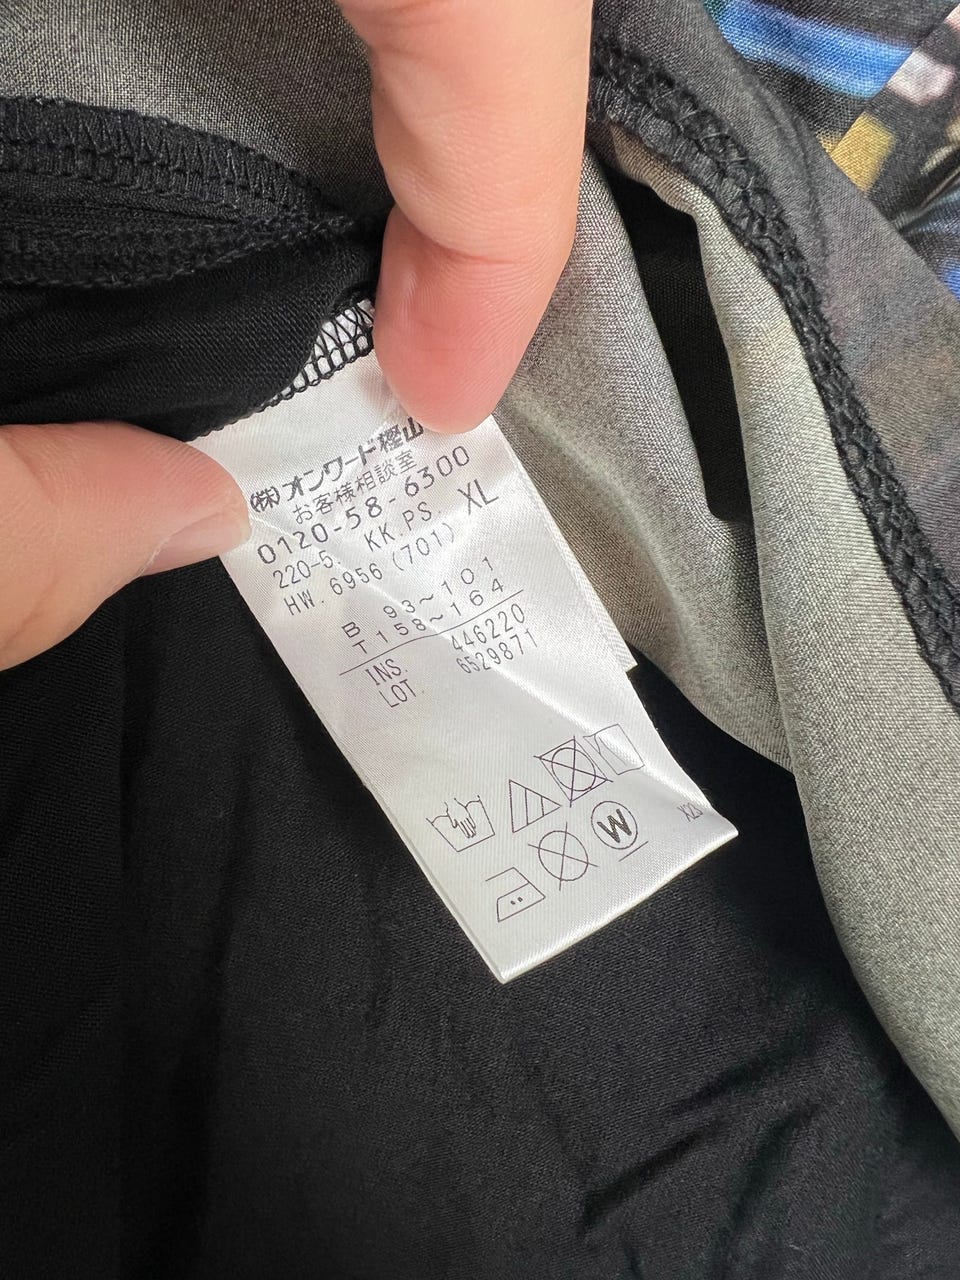 (株)オンワード樫山
お客様相談室
0120-58-6300
220-5. KK.PS. XL
HW.6956 (701)
B 93~101
T 158~164
INS. 446220
LOT. 6529871
W